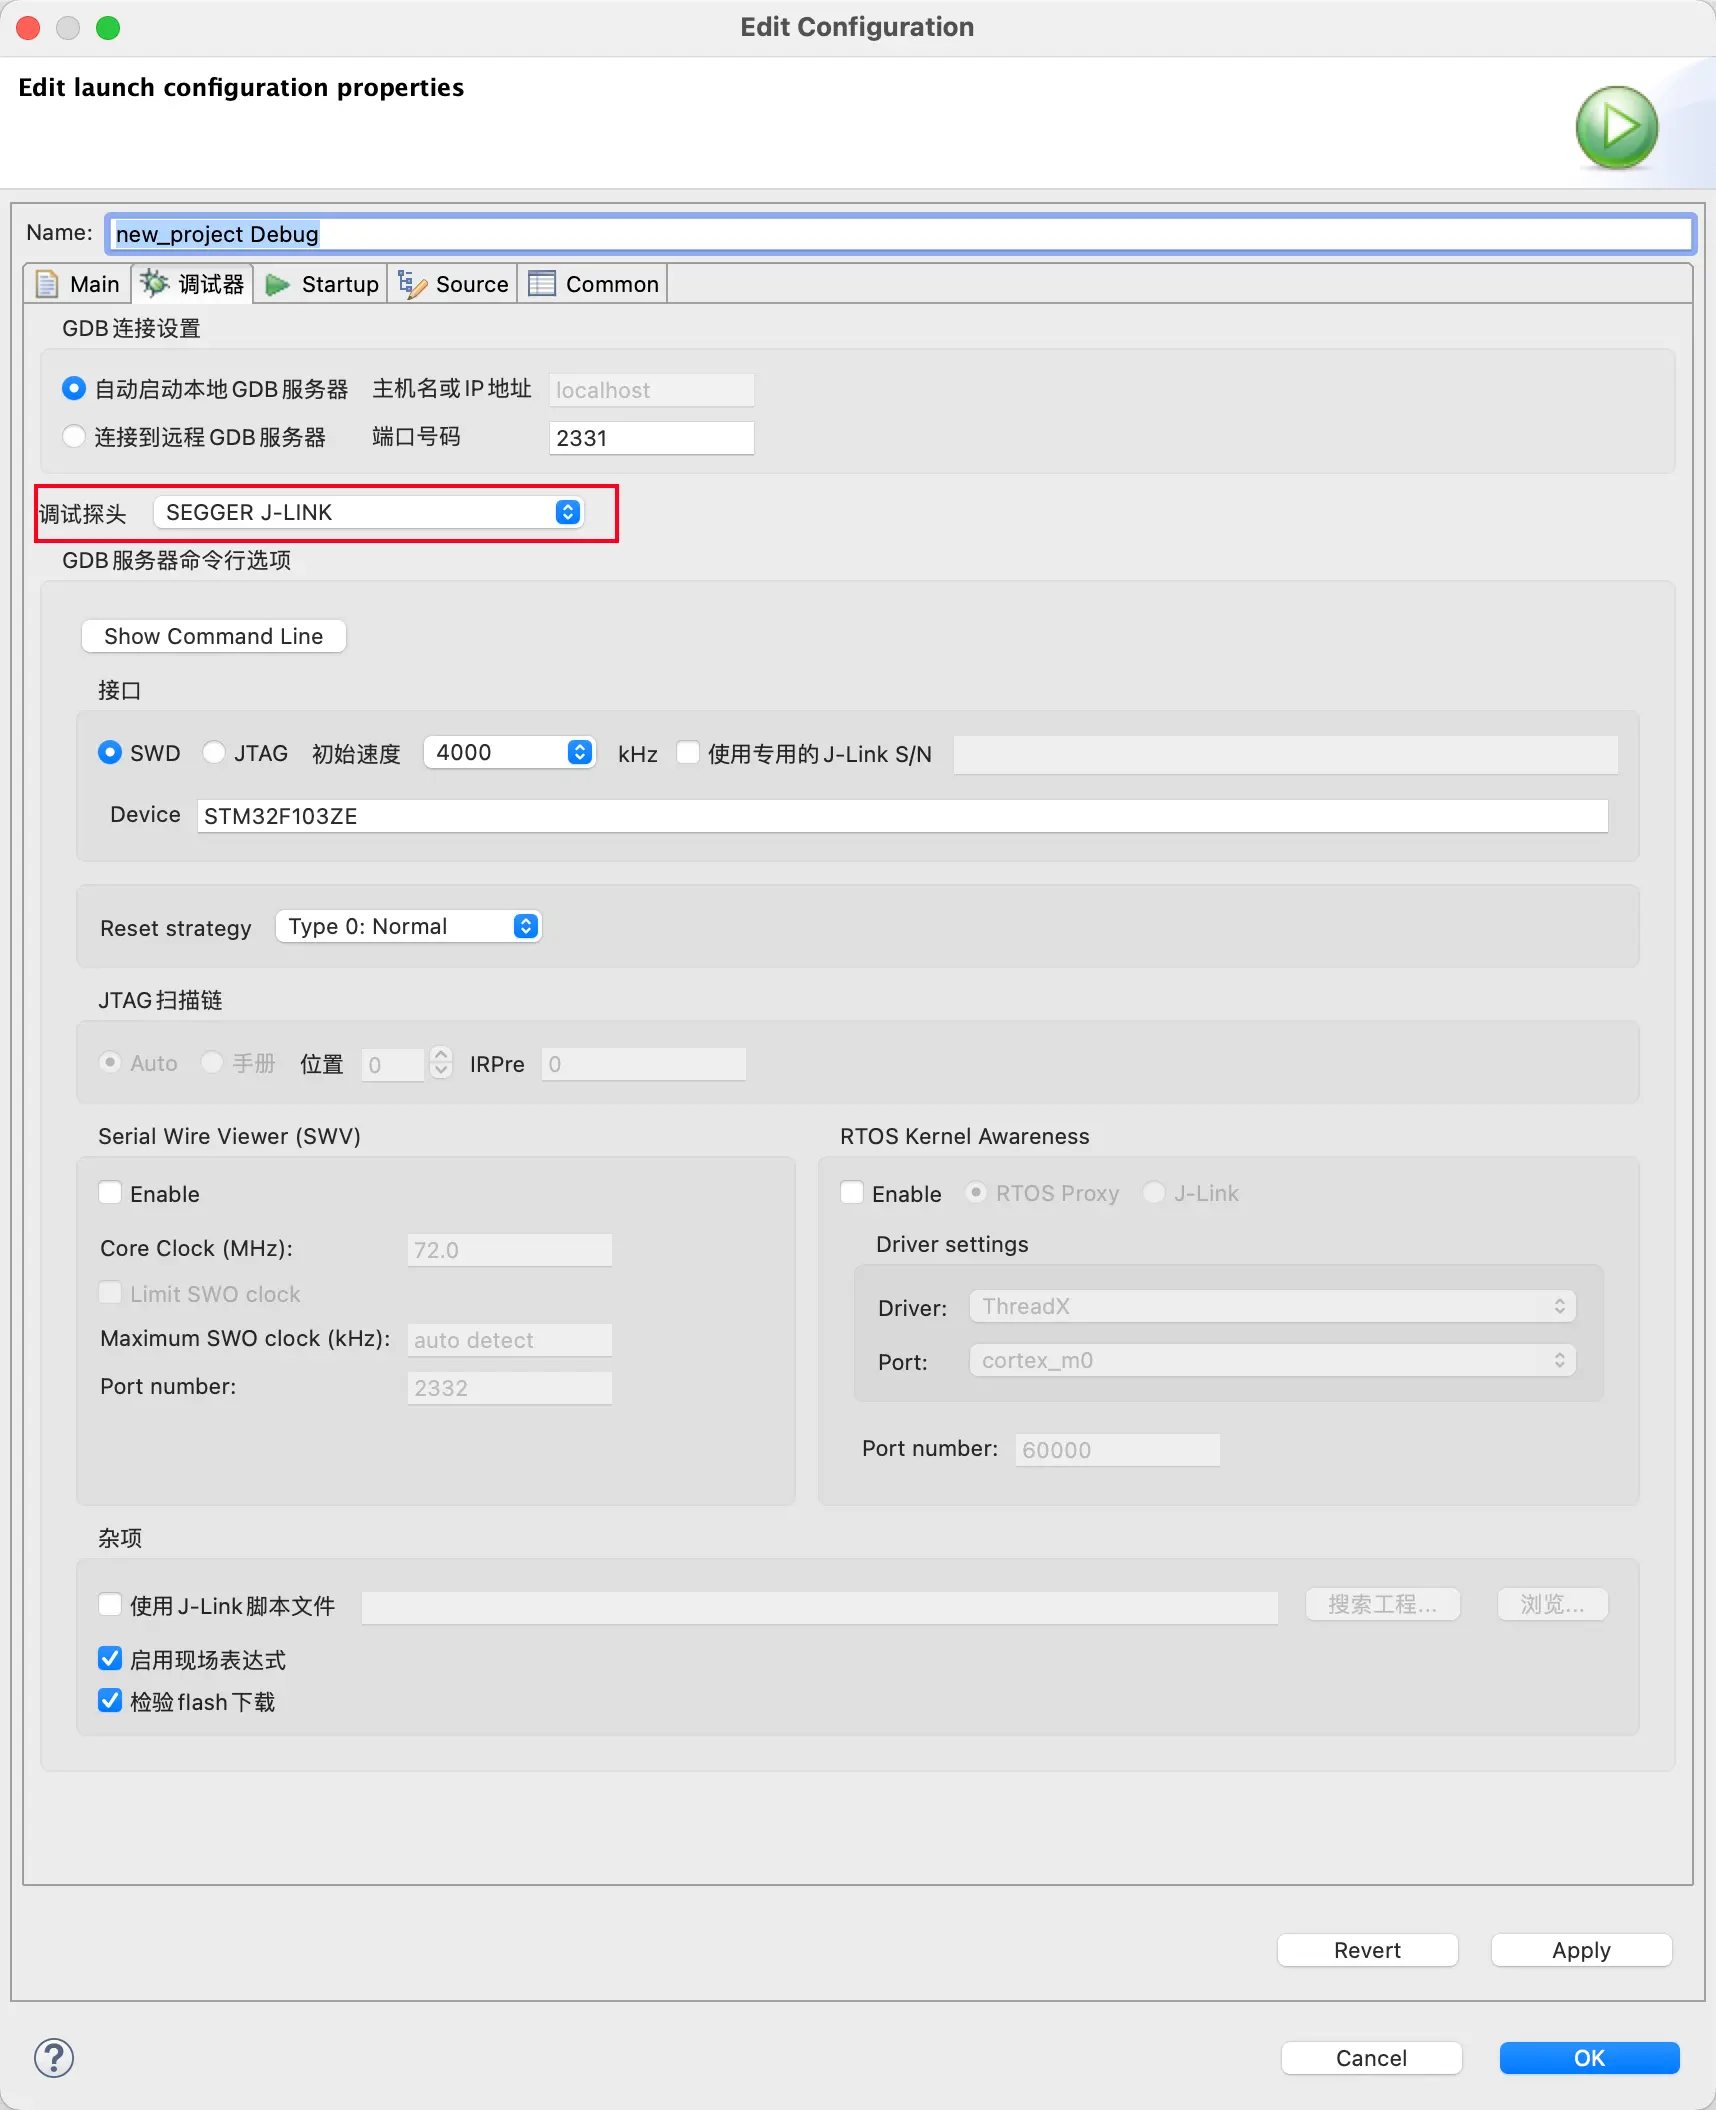 Edit Configuration
Edit launch configuration properties
Name: new_project Debug
Main 调试器 Startup Source Common
GDB 连接设置
自动启动本地 GDB 服务器 主机名或 IP 地址 localhost
连接到远程 GDB 服务器 端口号码 2331
调试探头 SEGGER J-LINK
GDB 服务器命令行选项
Show Command Line
接口
SWD JTAG 初始速度 4000 kHz 使用专用的 J-Link S/N
Device STM32F103ZE
Reset strategy Type 0: Normal
JTAG 扫描链
Auto 手册 位置 0 IRPre 0
Serial Wire Viewer (SWV) RTOS Kernel Awareness
Enable Enable RTOS Proxy J-Link
Core Clock (MHz): 72.0 Driver settings
Limit SWO clock Driver: ThreadX
Maximum SWO clock (kHz): auto detect Port: cortex_m0
Port number: 2332
Port number: 60000
杂项
使用 J-Link 脚本文件 搜索工程... 浏览...
启用现场表达式
检验 flash 下载
Revert Apply
? Cancel OK